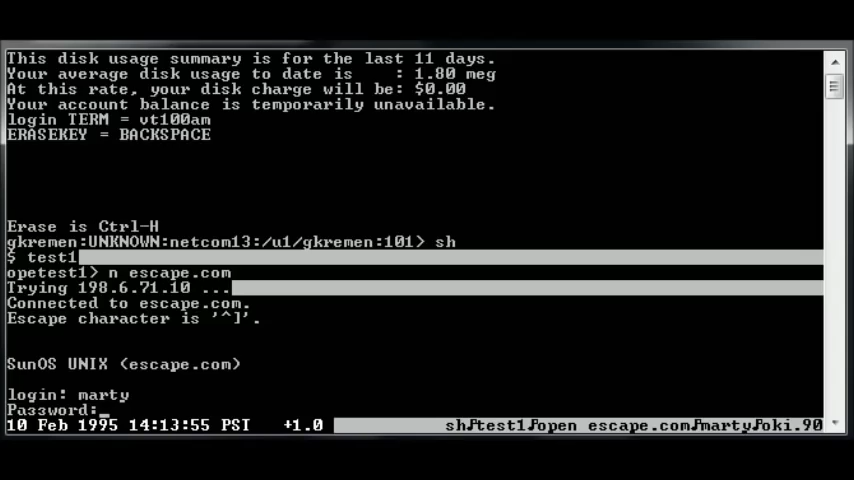 This disk usage summary is for the last 11 days.
Your average disk usage to date is    : 1.80 meg
At this rate, your disk charge will be: $0.00
Your account balance is temporarily unavailable.
login TERM = vt100am
ERASEKEY = BACKSPACE
Erase is Ctrl-H
gkremen:UNKNOWN:netcom13:/u1/gkremen:101> sh
$ test1
opetest1> n escape.com
Trying 198.6.71.10 ...
Connected to escape.com.
Escape character is '^]'.
SunOS UNIX (escape.com)
login: marty
Password:_
10 Feb 1995 14:13:55 PSI   +1.0   sh♪test1♪open escape.com♪marty♪oki.90